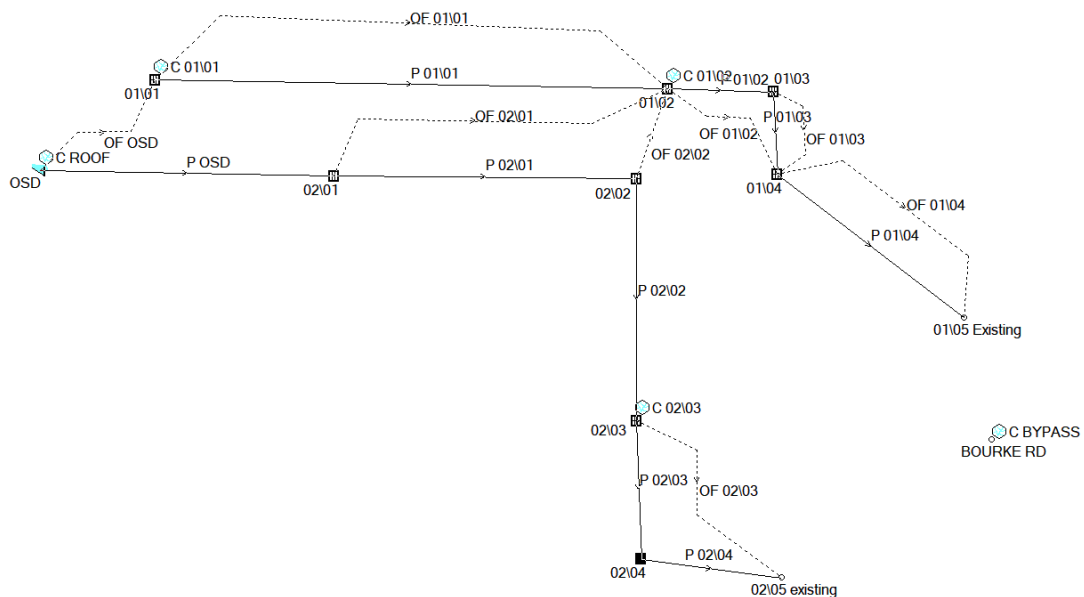 OF 01\01
C 01\01
P 01\01
C 01\02
P 01\02
01\03
01\01
01\02
OF 02\01
P 01\03
OF 01\02
OF 01\03
OF OSD
C ROOF
P OSD
P 02\01
OF 02\02
OSD
02\01
02\02
01\04
OF 01\04
P 01\04
P 02\02
01\05 Existing
C 02\03
02\03
C BYPASS
BOURKE RD
P 02\03
OF 02\03
P 02\04
02\04
02\05 existing